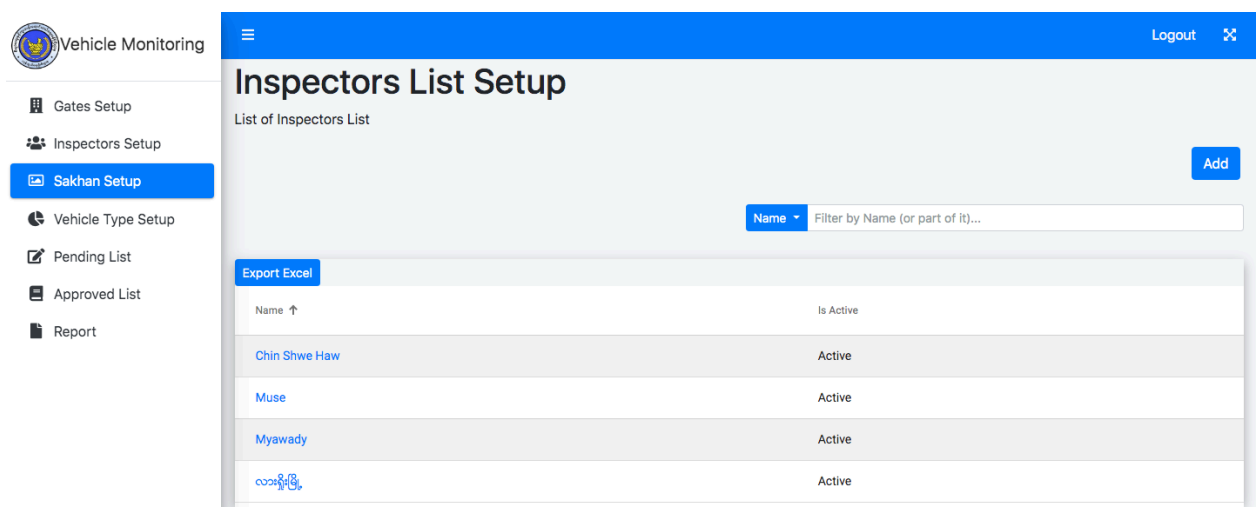 Vehicle Monitoring
Logout
Inspectors List Setup
List of Inspectors List
Gates Setup
Inspectors Setup
Sakhan Setup
Vehicle Type Setup
Pending List
Approved List
Report
Add
Name
Filter by Name (or part of it)...
Export Excel
Name ↑ Is Active
Chin Shwe Haw Active
Muse Active
Myawady Active
လားရှိုးမြို့ Active